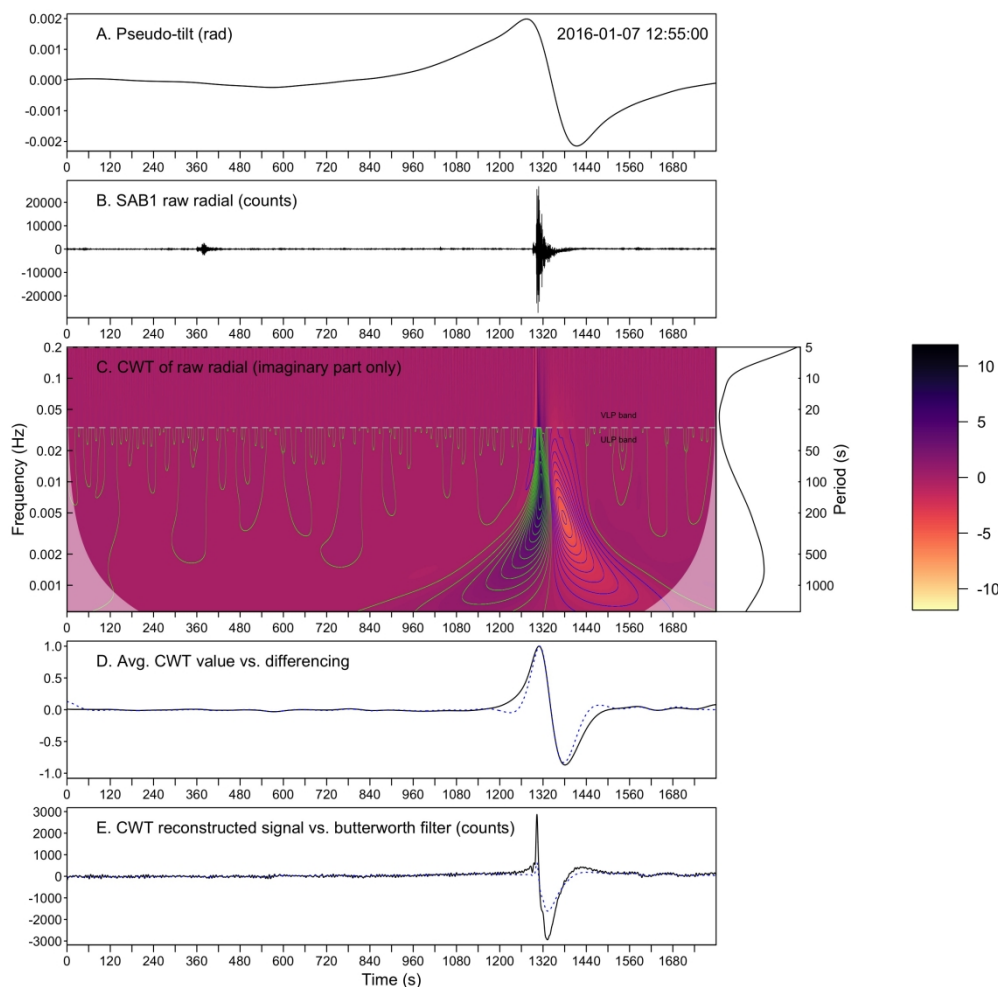 A. Pseudo-tilt (rad)
2016-01-07 12:55:00
0.002
0.001
0.000
-0.001
-0.002
0 120 240 360 480 600 720 840 960 1080 1200 1320 1440 1560 1680
B. SAB1 raw radial (counts)
20000
10000
0
-10000
-20000
0 120 240 360 480 600 720 840 960 1080 1200 1320 1440 1560 1680
C. CWT of raw radial (imaginary part only)
Frequency (Hz)
0.2
0.1
0.05
0.02
0.01
0.005
0.002
0.001
VLP band
ULP band
5
10
20
50
100
200
500
1000
Period (s)
10
5
0
-5
-10
0 120 240 360 480 600 720 840 960 1080 1200 1320 1440 1560 1680
D. Avg. CWT value vs. differencing
1.0
0.5
0.0
-0.5
-1.0
0 120 240 360 480 600 720 840 960 1080 1200 1320 1440 1560 1680
E. CWT reconstructed signal vs. butterworth filter (counts)
3000
2000
1000
0
-1000
-2000
-3000
0 120 240 360 480 600 720 840 960 1080 1200 1320 1440 1560 1680
Time (s)